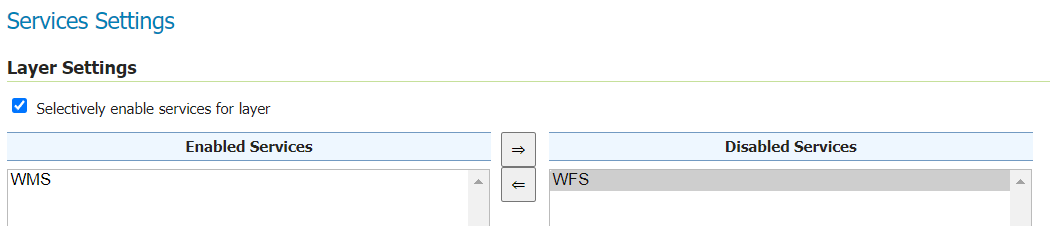 Services Settings
Layer Settings
Selectively enable services for layer
Enabled Services
⇒
Disabled Services
WMS
⇐
WFS